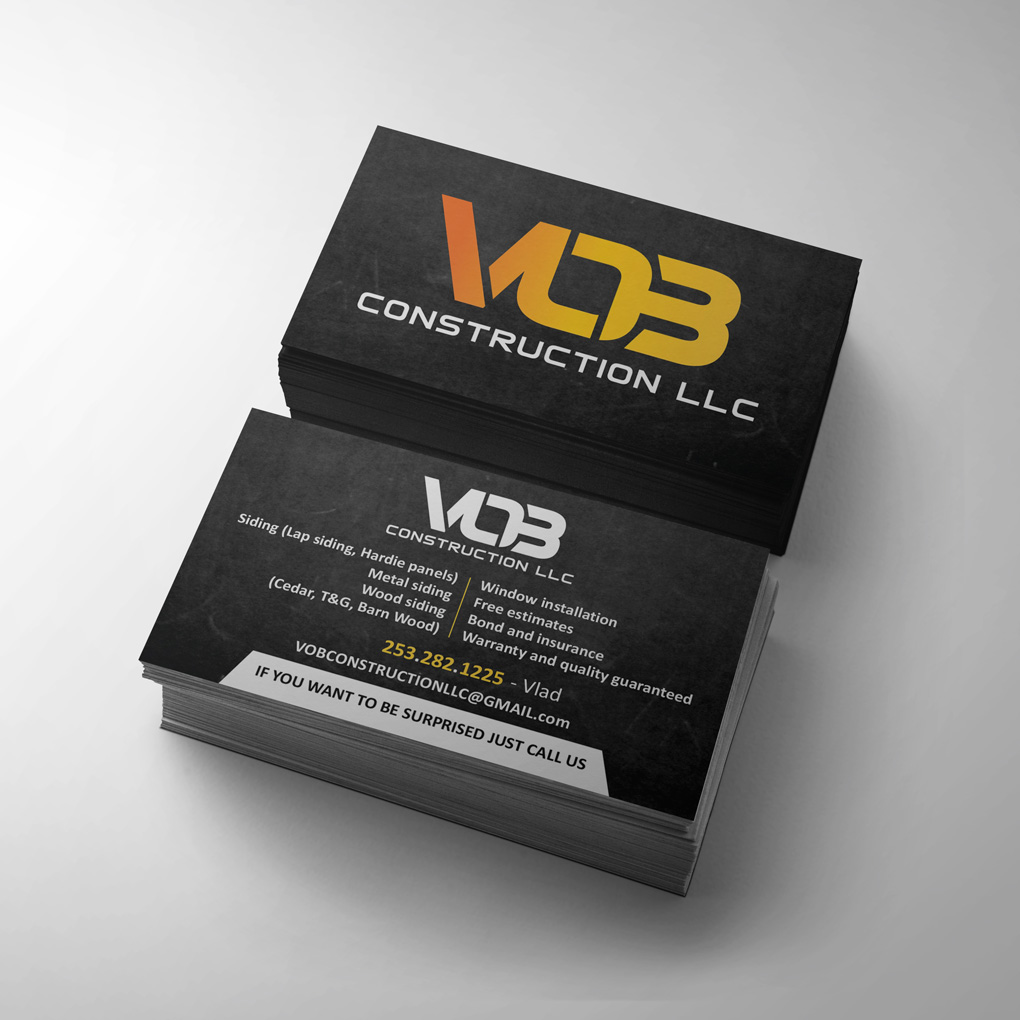 VOB
CONSTRUCTION LLC
VOB
CONSTRUCTION LLC
Siding (Lap siding, Hardie panels)
Metal siding
Wood siding
(Cedar, T&G, Barn Wood)
Window installation
Free estimates
Bond and insurance
Warranty and quality guaranteed
253.282.1225 - Vlad
VOBCONSTRUCTIONLLC@GMAIL.com
IF YOU WANT TO BE SURPRISED JUST CALL US